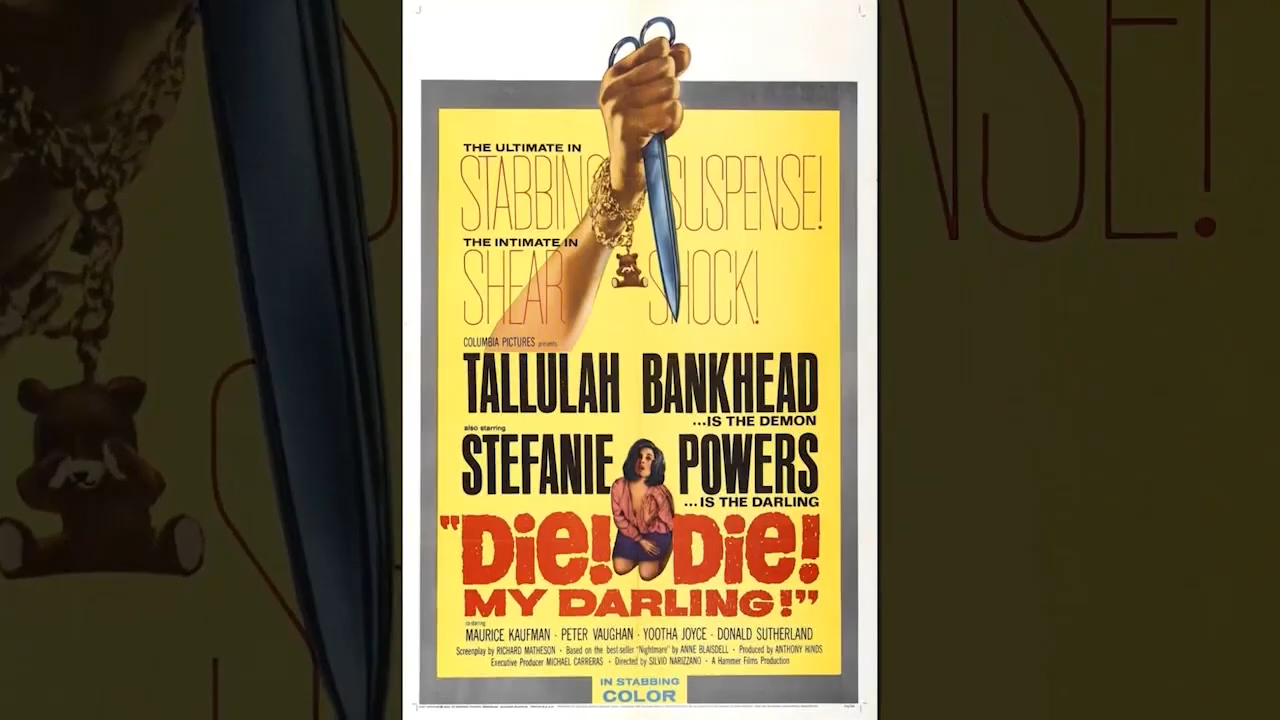 THE ULTIMATE IN
STABBING SUSPENSE!
THE INTIMATE IN
SHEAR SHOCK!
COLUMBIA PICTURES presents
TALLULAH BANKHEAD
...IS THE DEMON
also starring
STEFANIE POWERS
...IS THE DARLING
"Die! Die!
MY DARLING!"
co-starring
MAURICE KAUFMAN · PETER VAUGHAN · YOOTHA JOYCE · DONALD SUTHERLAND
Screenplay by RICHARD MATHESON · Based on the best-seller "Nightmare" by ANNE BLAISDELL · Produced by ANTHONY HINDS
Executive Producer MICHAEL CARRERAS · Directed by SILVIO NARIZZANO · A Hammer Films Production
IN STABBING
COLOR